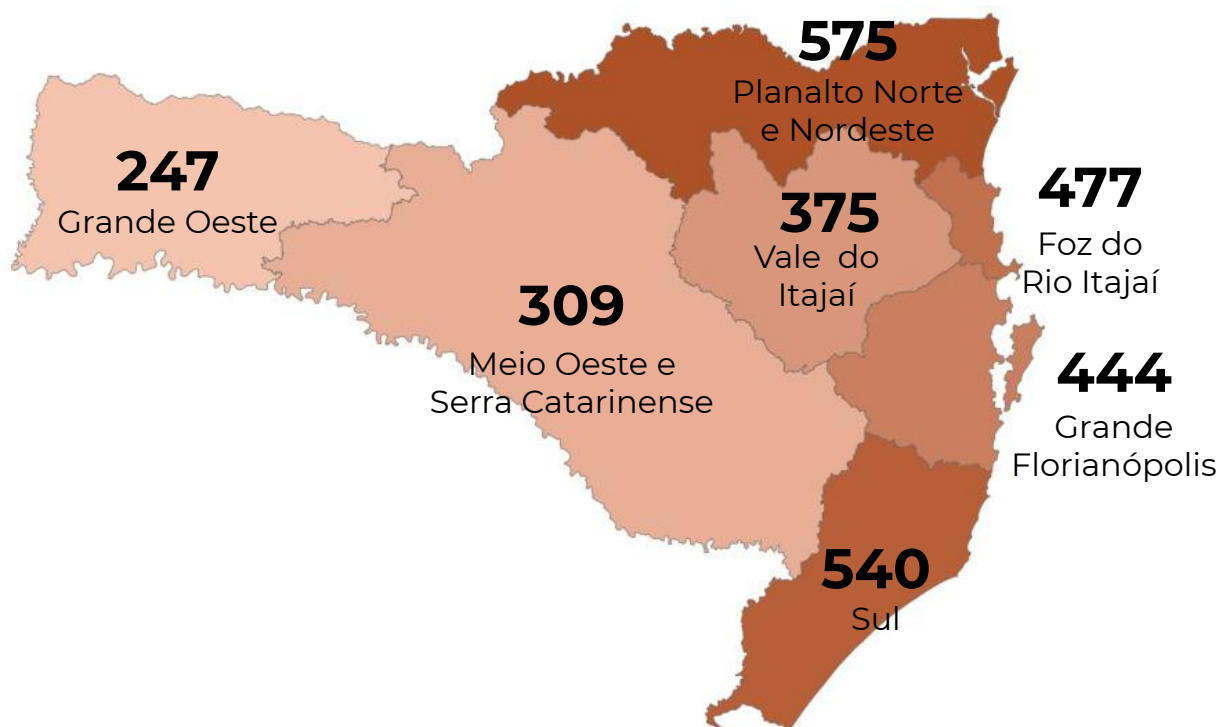 575
Planalto Norte
e Nordeste
247
Grande Oeste
375
Vale do
Itajaí
477
Foz do
Rio Itajaí
309
Meio Oeste e
Serra Catarinense
444
Grande
Florianópolis
540
Sul